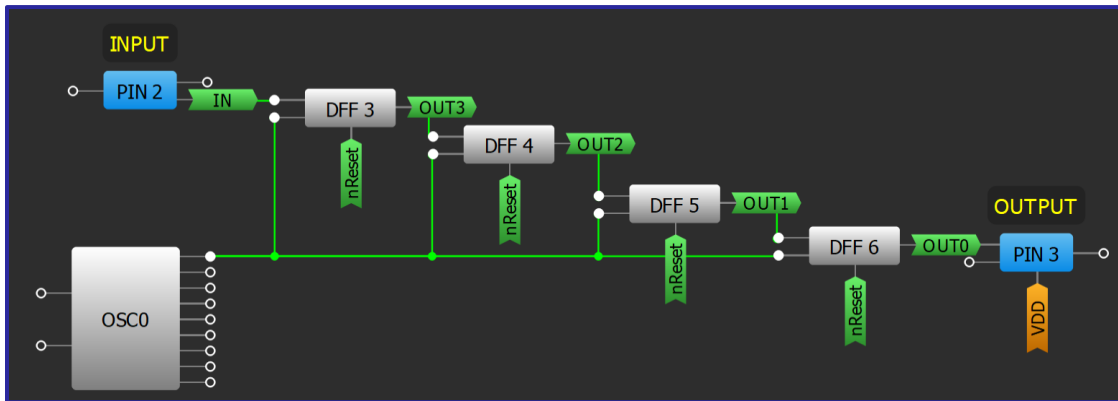 INPUT
PIN 2
IN
DFF 3
OUT3
nReset
DFF 4
OUT2
nReset
DFF 5
OUT1
nReset
DFF 6
OUT0
nReset
OUTPUT
PIN 3
VDD
OSC0